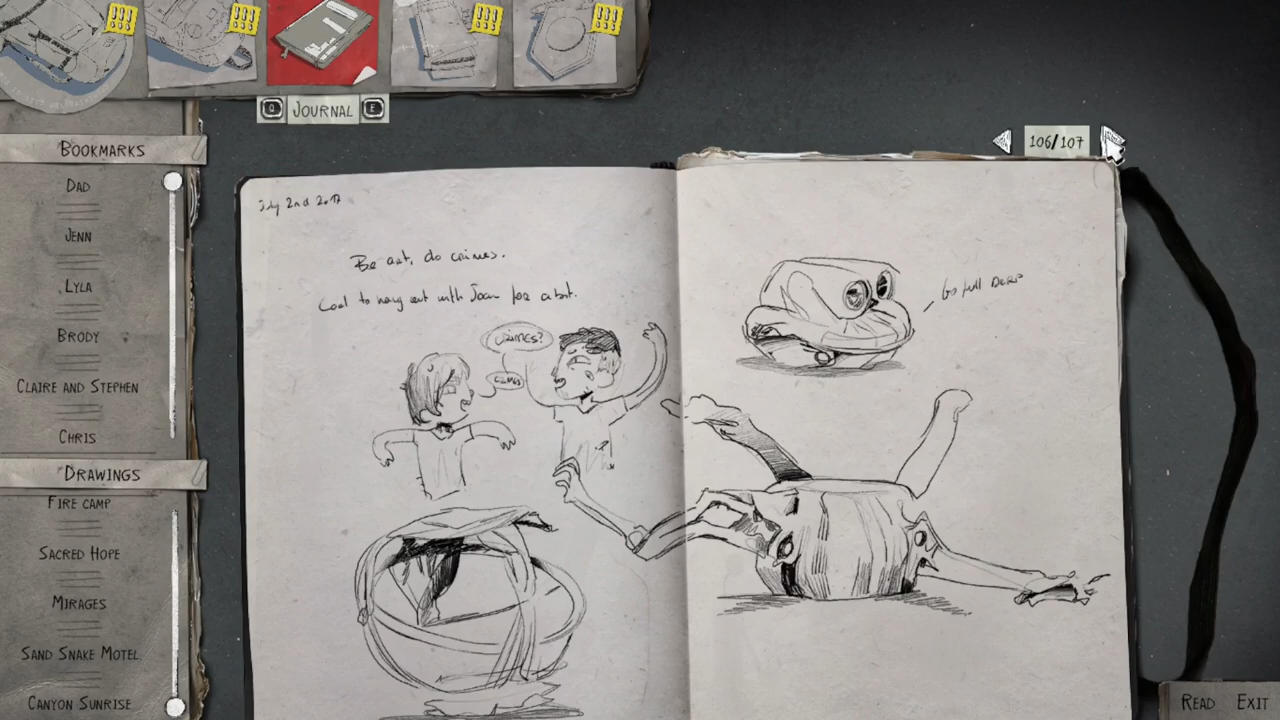 Q
JOURNAL
E
BOOKMARKS
DAD
JENN
LYLA
BRODY
CLAIRE AND STEPHEN
CHRIS
DRAWINGS
FIRE CAMP
SACRED HOPE
MIRAGES
SAND SNAKE MOTEL
CANYON SUNRISE
106/107
July 2nd 2017
Be art, do crimes.
Cool to hang out with Joan for a bit.
CRIMES?
Go full DERP
READ
EXIT